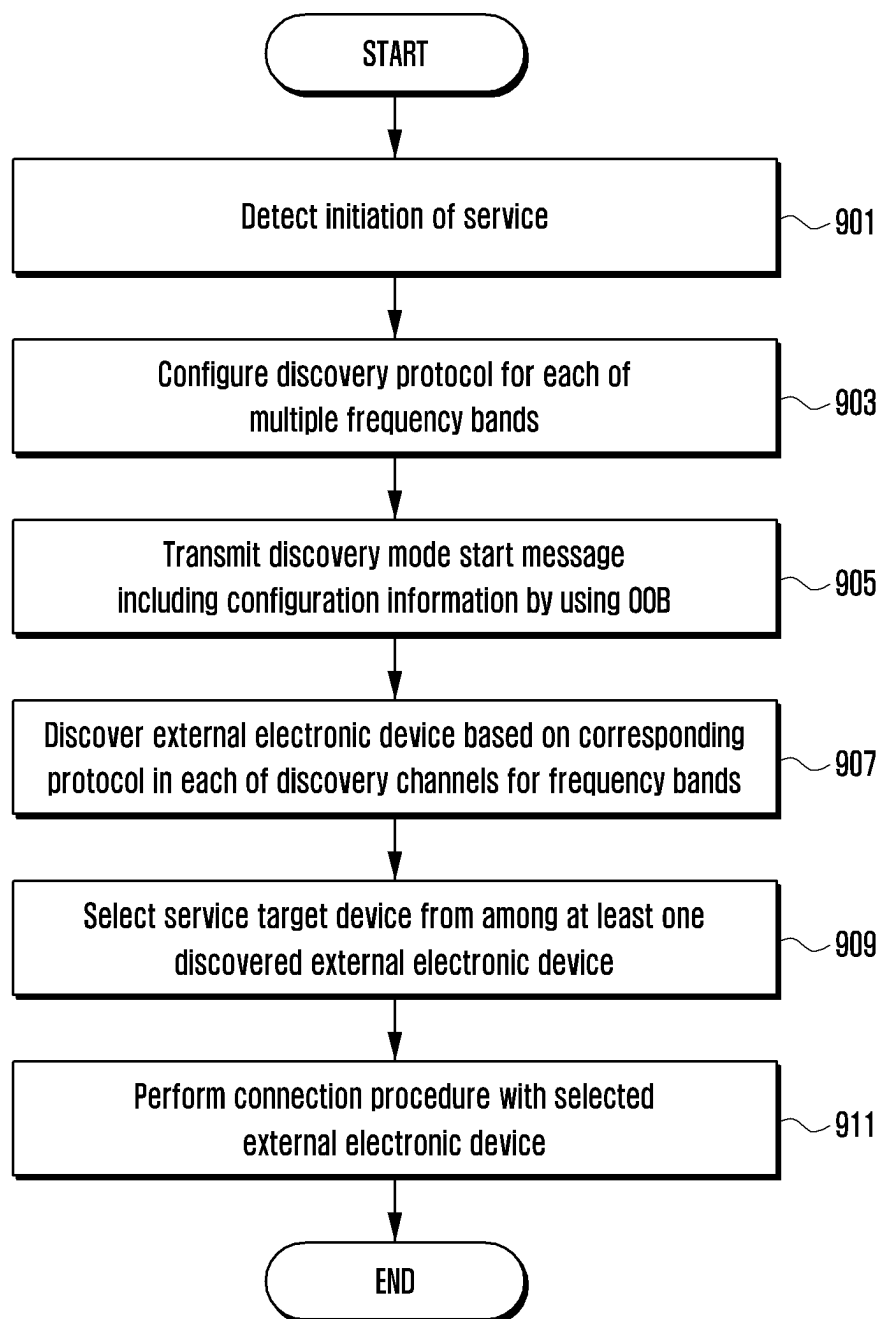 START
Detect initiation of service
901
Configure discovery protocol for each of
multiple frequency bands
903
Transmit discovery mode start message
including configuration information by using OOB
905
Discover external electronic device based on corresponding
protocol in each of discovery channels for frequency bands
907
Select service target device from among at least one
discovered external electronic device
909
Perform connection procedure with selected
external electronic device
911
END